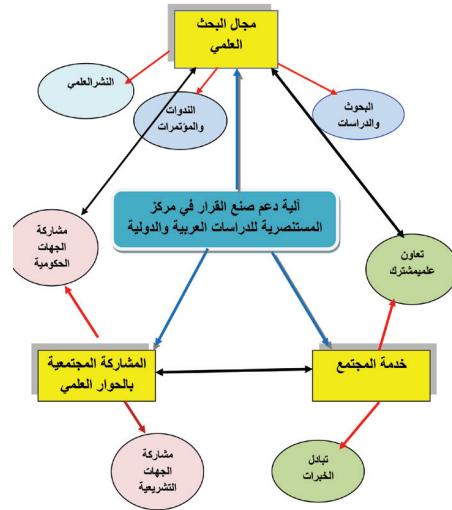 مجال البحث
العلمي
النشرالعلمي
الندوات
والمؤتمرات
البحوث
والدراسات
آلية دعم صنع القرار في مركز
المستنصرية للدراسات العربية والدولية
مشاركة
الجهات
الحكومية
تعاون
علميمشترك
المشاركة المجتمعية
بالحوار العلمي
خدمة المجتمع
مشاركة
الجهات
التشريعية
تبادل
الخبرات